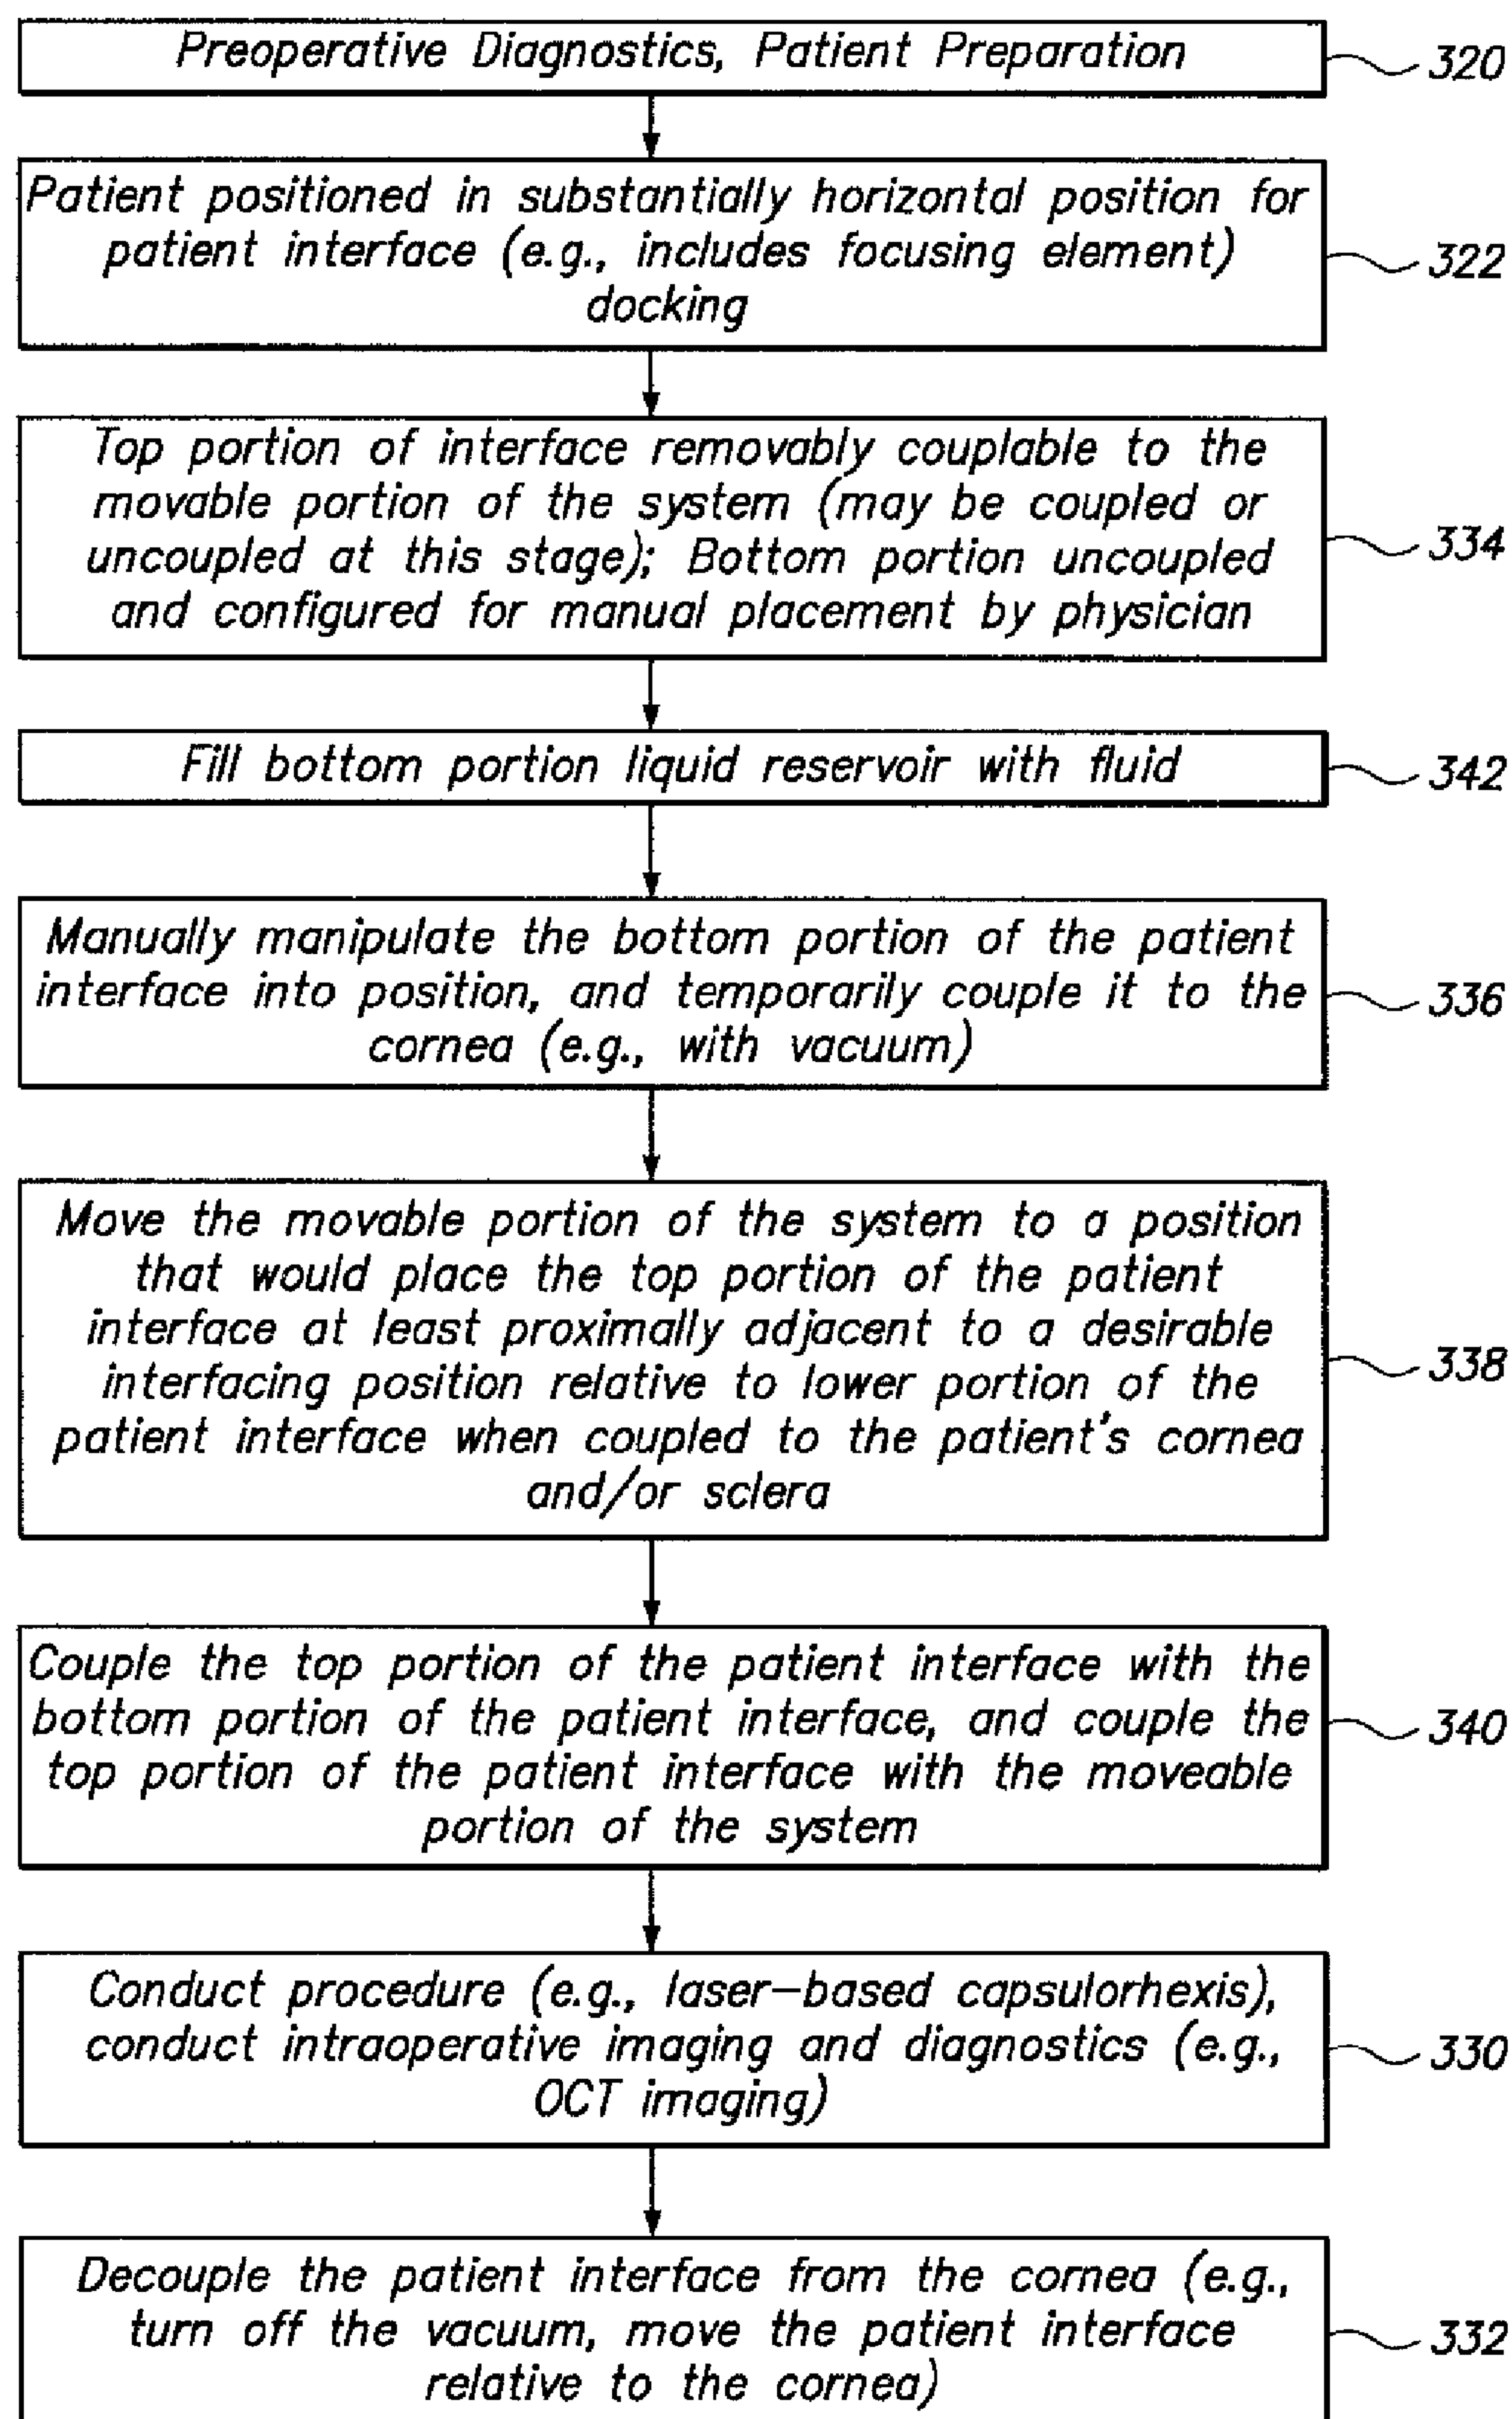 Preoperative Diagnostics, Patient Preparation
320
Patient positioned in substantially horizontal position for
patient interface (e.g., includes focusing element)
docking
322
Top portion of interface removably couplable to the
movable portion of the system (may be coupled or
uncoupled at this stage); Bottom portion uncoupled
and configured for manual placement by physician
334
Fill bottom portion liquid reservoir with fluid
342
Manually manipulate the bottom portion of the patient
interface into position, and temporarily couple it to the
cornea (e.g., with vacuum)
336
Move the movable portion of the system to a position
that would place the top portion of the patient
interface at least proximally adjacent to a desirable
interfacing position relative to lower portion of the
patient interface when coupled to the patient's cornea
and/or sclera
338
Couple the top portion of the patient interface with the
bottom portion of the patient interface, and couple the
top portion of the patient interface with the moveable
portion of the system
340
Conduct procedure (e.g., laser-based capsulorhexis),
conduct intraoperative imaging and diagnostics (e.g.,
OCT imaging)
330
Decouple the patient interface from the cornea (e.g.,
turn off the vacuum, move the patient interface
relative to the cornea)
332